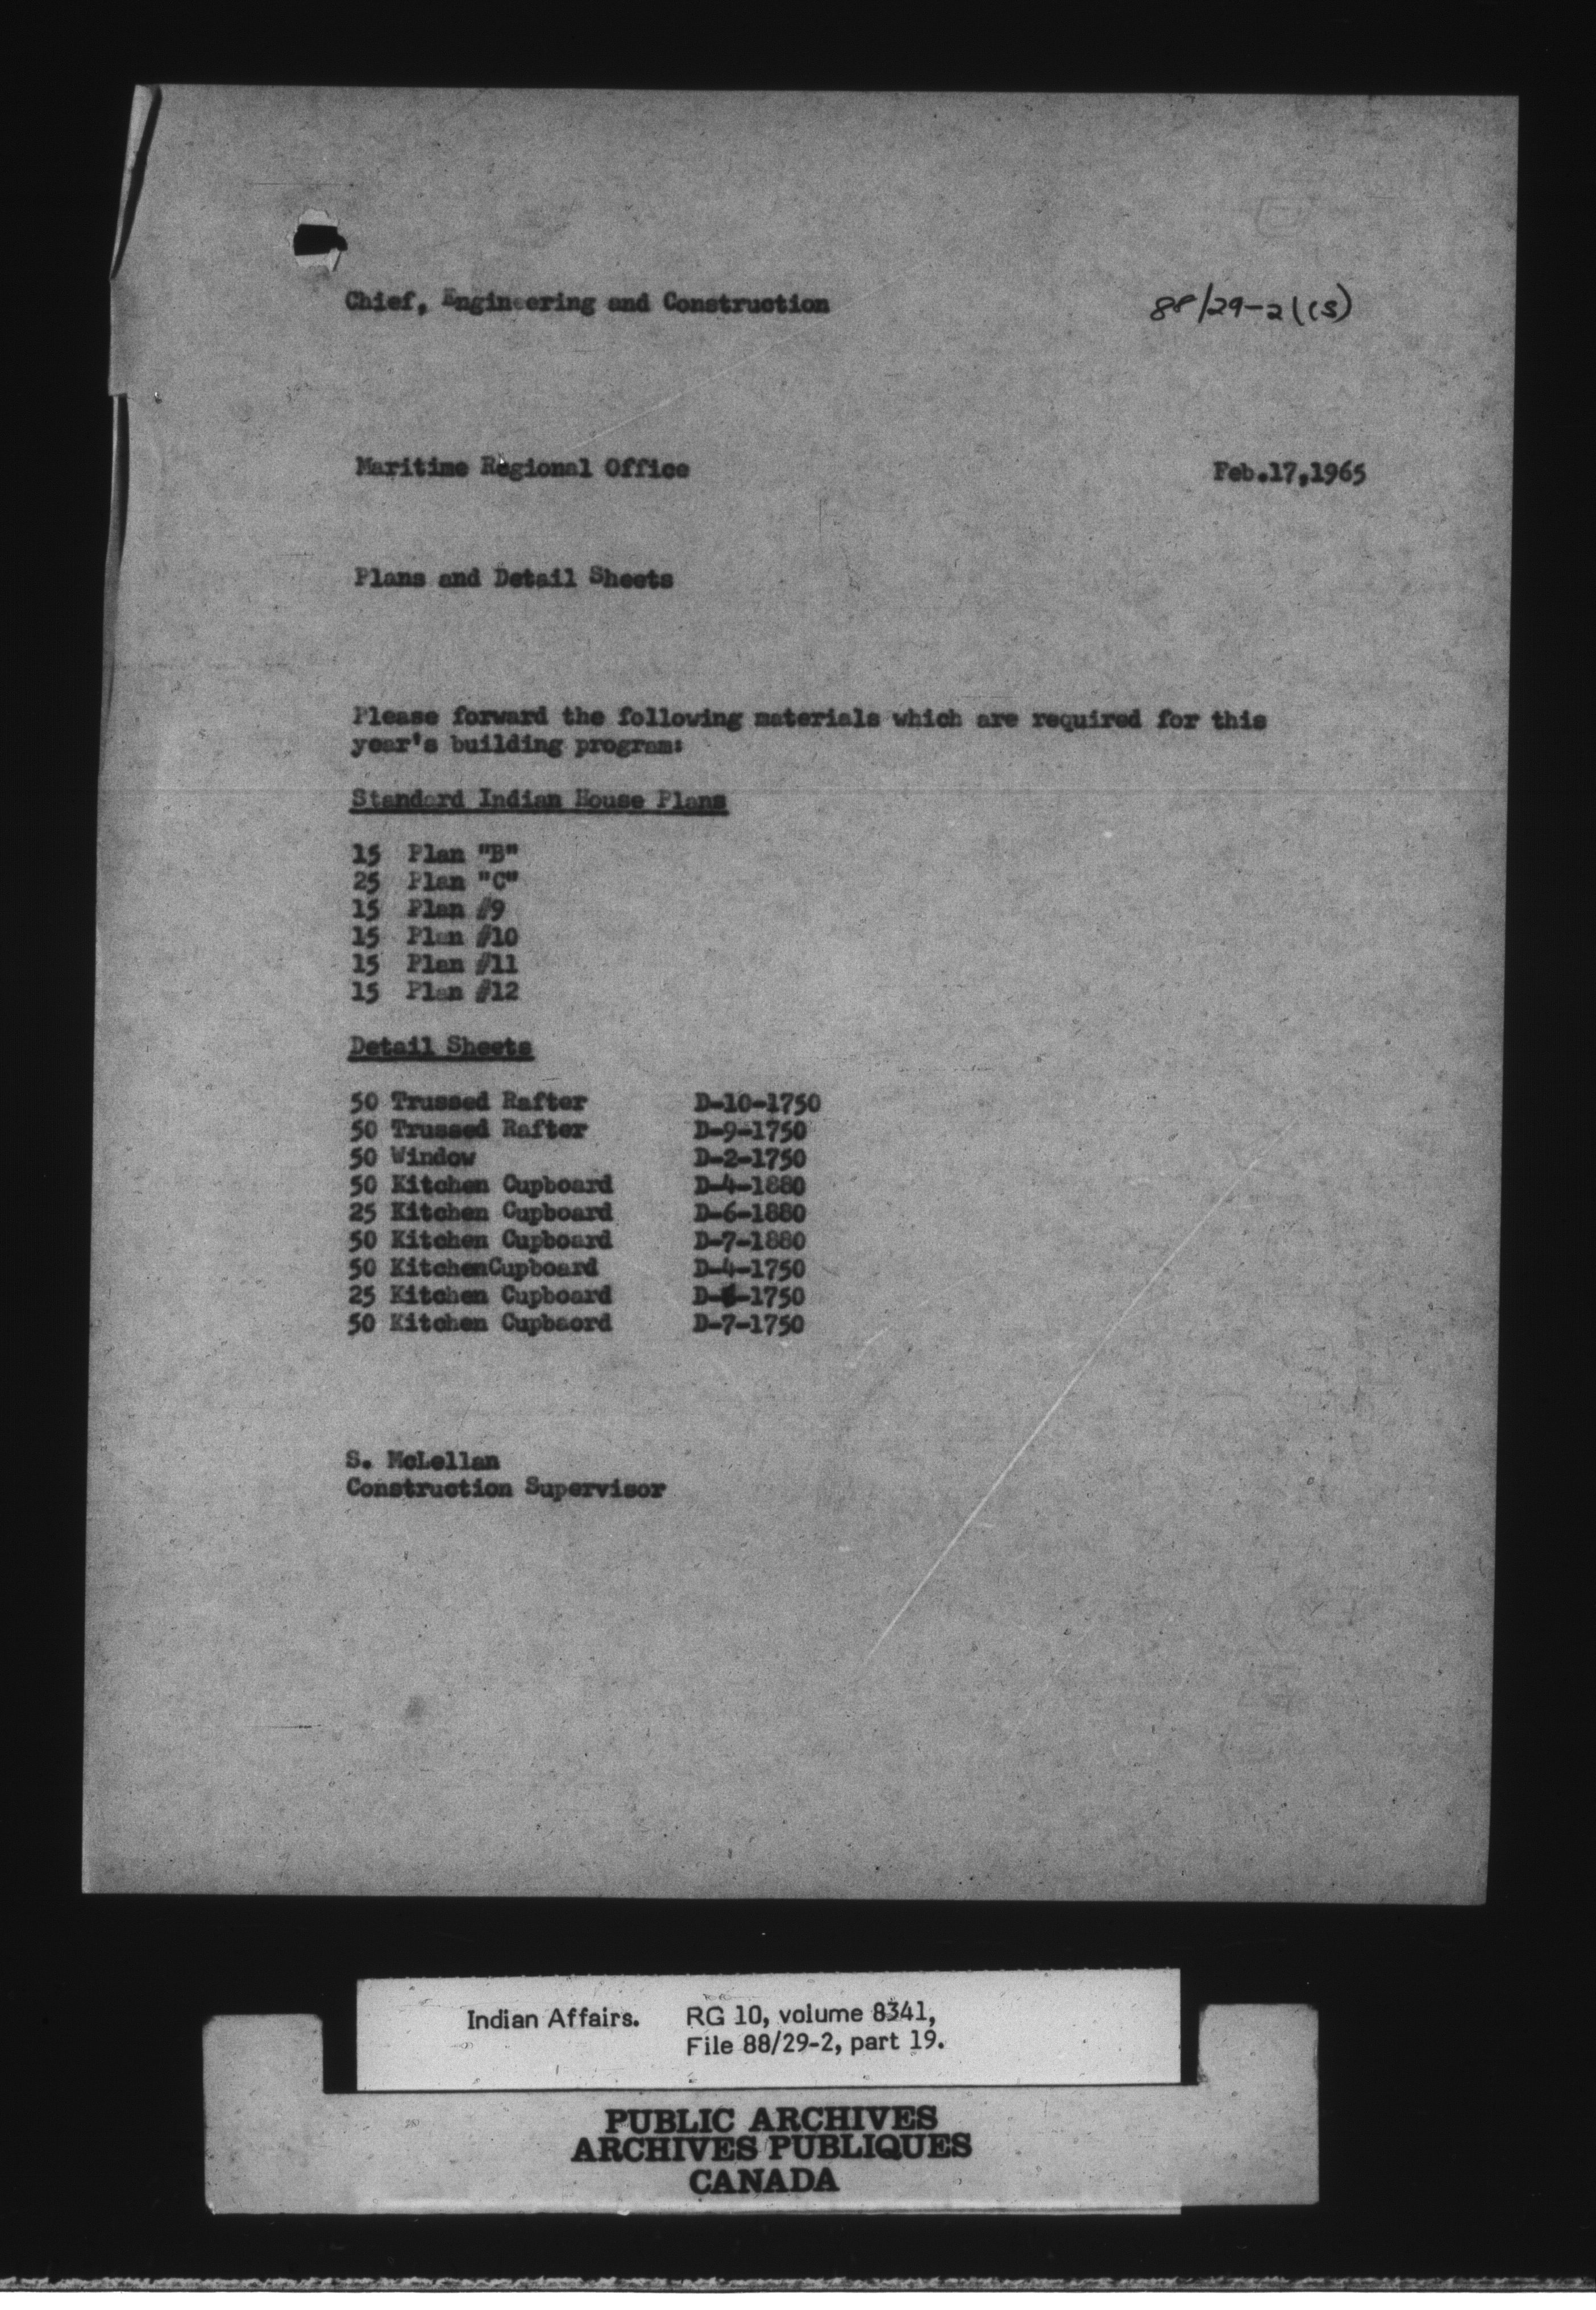 Chief, Engineering and Construction
88/29-2 (CS)
Maritime Regional Office
Feb.17,1965
Plans and Detail Sheets
Please forward the following materials which are required for this
year's building program:
Standard Indian House Plans
15 Plan "B"
25 Plan "C"
15 Plan #9
15 Plan #10
15 Plan #11
15 Plan #12
Detail Sheets
50 Trussed Rafter D-10-1750
50 Trussed Rafter D-9-1750
50 Window D-2-1750
50 Kitchen Cupboard D-4-1880
25 Kitchen Cupboard D-6-1880
50 Kitchen Cupboard D-7-1880
50 KitchenCupboard D-4-1750
25 Kitchen Cupboard
50 Kitchen Cupbaord D-7-1750
S. McLellan
Construction Supervisor
Indian Affairs. RG 10, volume 8341,
File 88/29-2, part 19.
PUBLIC ARCHIVES
ARCHIVES PUBLIQUES
CANADA